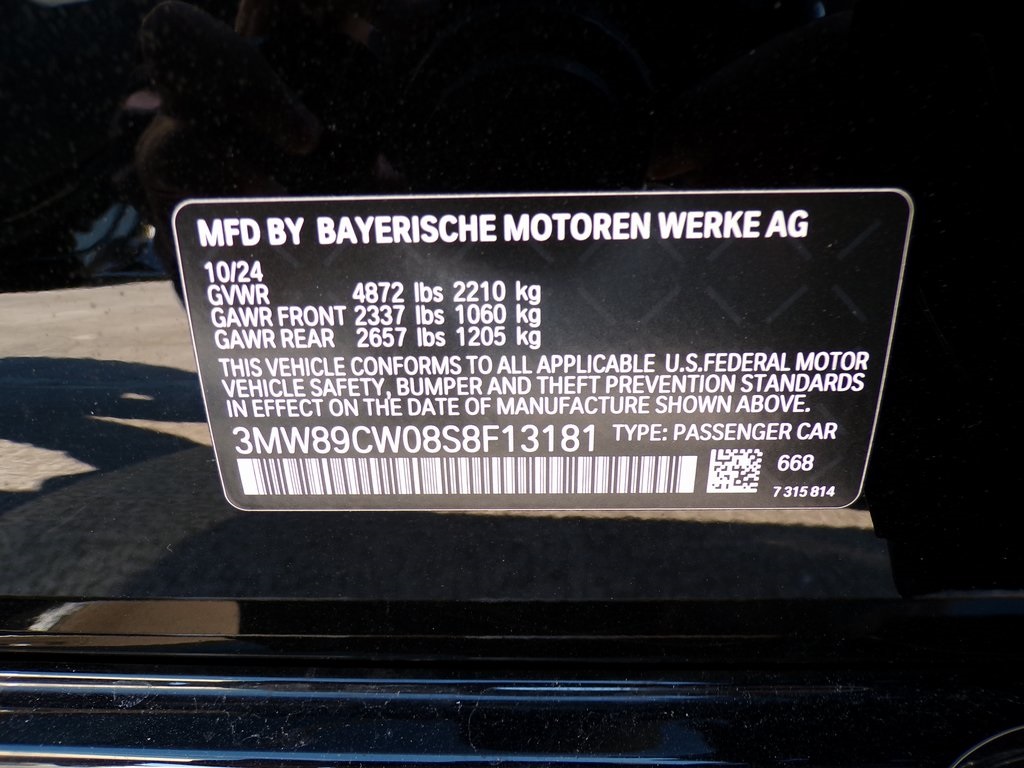 MFD BY BAYERISCHE MOTOREN WERKE AG
10/24
GVWR 4872 lbs 2210 kg
GAWR FRONT 2337 lbs 1060 kg
GAWR REAR 2657 lbs 1205 kg
THIS VEHICLE CONFORMS TO ALL APPLICABLE U.S.FEDERAL MOTOR
VEHICLE SAFETY, BUMPER AND THEFT PREVENTION STANDARDS
IN EFFECT ON THE DATE OF MANUFACTURE SHOWN ABOVE.
3MW89CW08S8F13181 TYPE: PASSENGER CAR
668
7 315 814